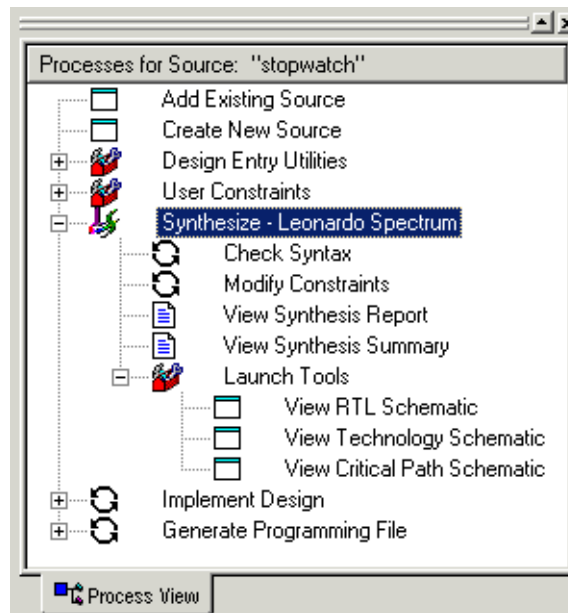 Processes for Source: "stopwatch"
Add Existing Source
Create New Source
Design Entry Utilities
User Constraints
Synthesize - Leonardo Spectrum
Check Syntax
Modify Constraints
View Synthesis Report
View Synthesis Summary
Launch Tools
View RTL Schematic
View Technology Schematic
View Critical Path Schematic
Implement Design
Generate Programming File
Process View